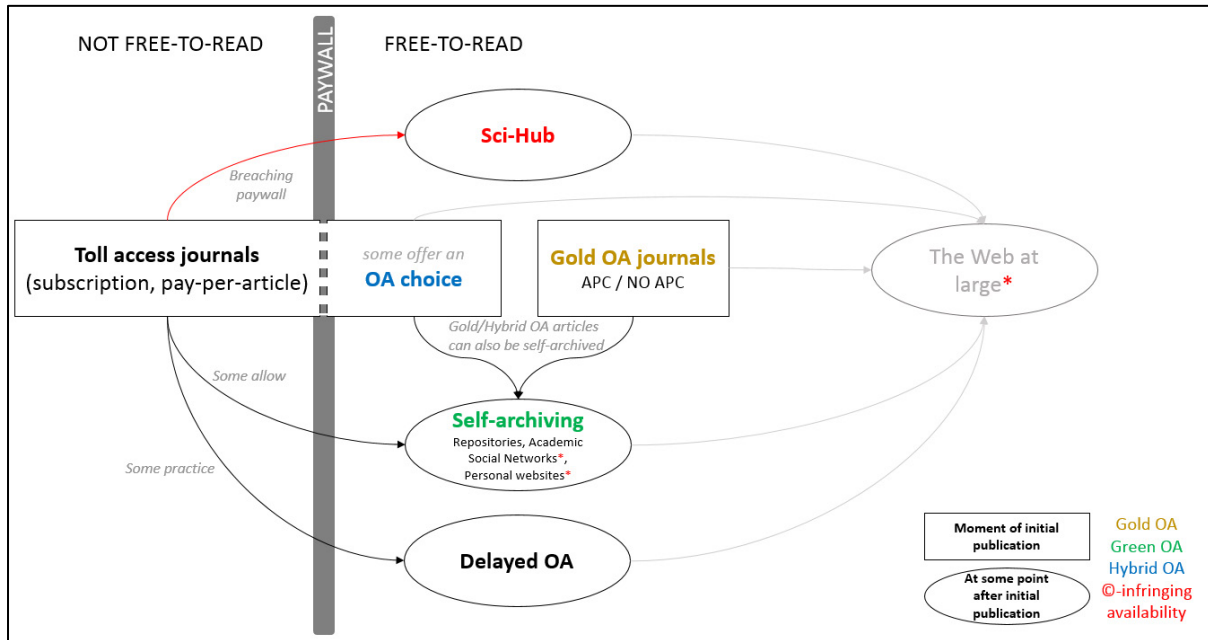 NOT FREE-TO-READ
PAYWALL
FREE-TO-READ
Sci-Hub
Breaching
paywall
Toll access journals
(subscription, pay-per-article)
some offer an
OA choice
Gold OA journals
APC / NO APC
The Web at
large*
Gold/Hybrid OA articles
can also be self-archived
Some allow
Self-archiving
Repositories, Academic
Social Networks*,
Personal websites*
Some practice
Delayed OA
Moment of initial
publication
At some point
after initial
publication
Gold OA
Green OA
Hybrid OA
©-infringing
availability